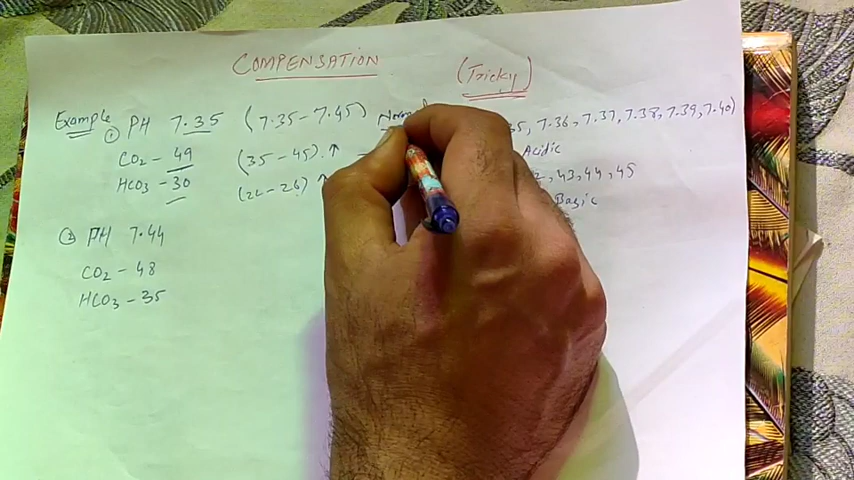 COMPENSATION (Tricky)
Example ① PH 7.35 (7.35 - 7.45) 7.36, 7.37, 7.38, 7.39, 7.40)
CO2 - 49 (35 - 45) ↑ Acidic
HCO3 - 30 (22 - 26) ↑ 43, 44, 45
Basic
② PH 7.44
CO2 - 48
HCO3 - 35